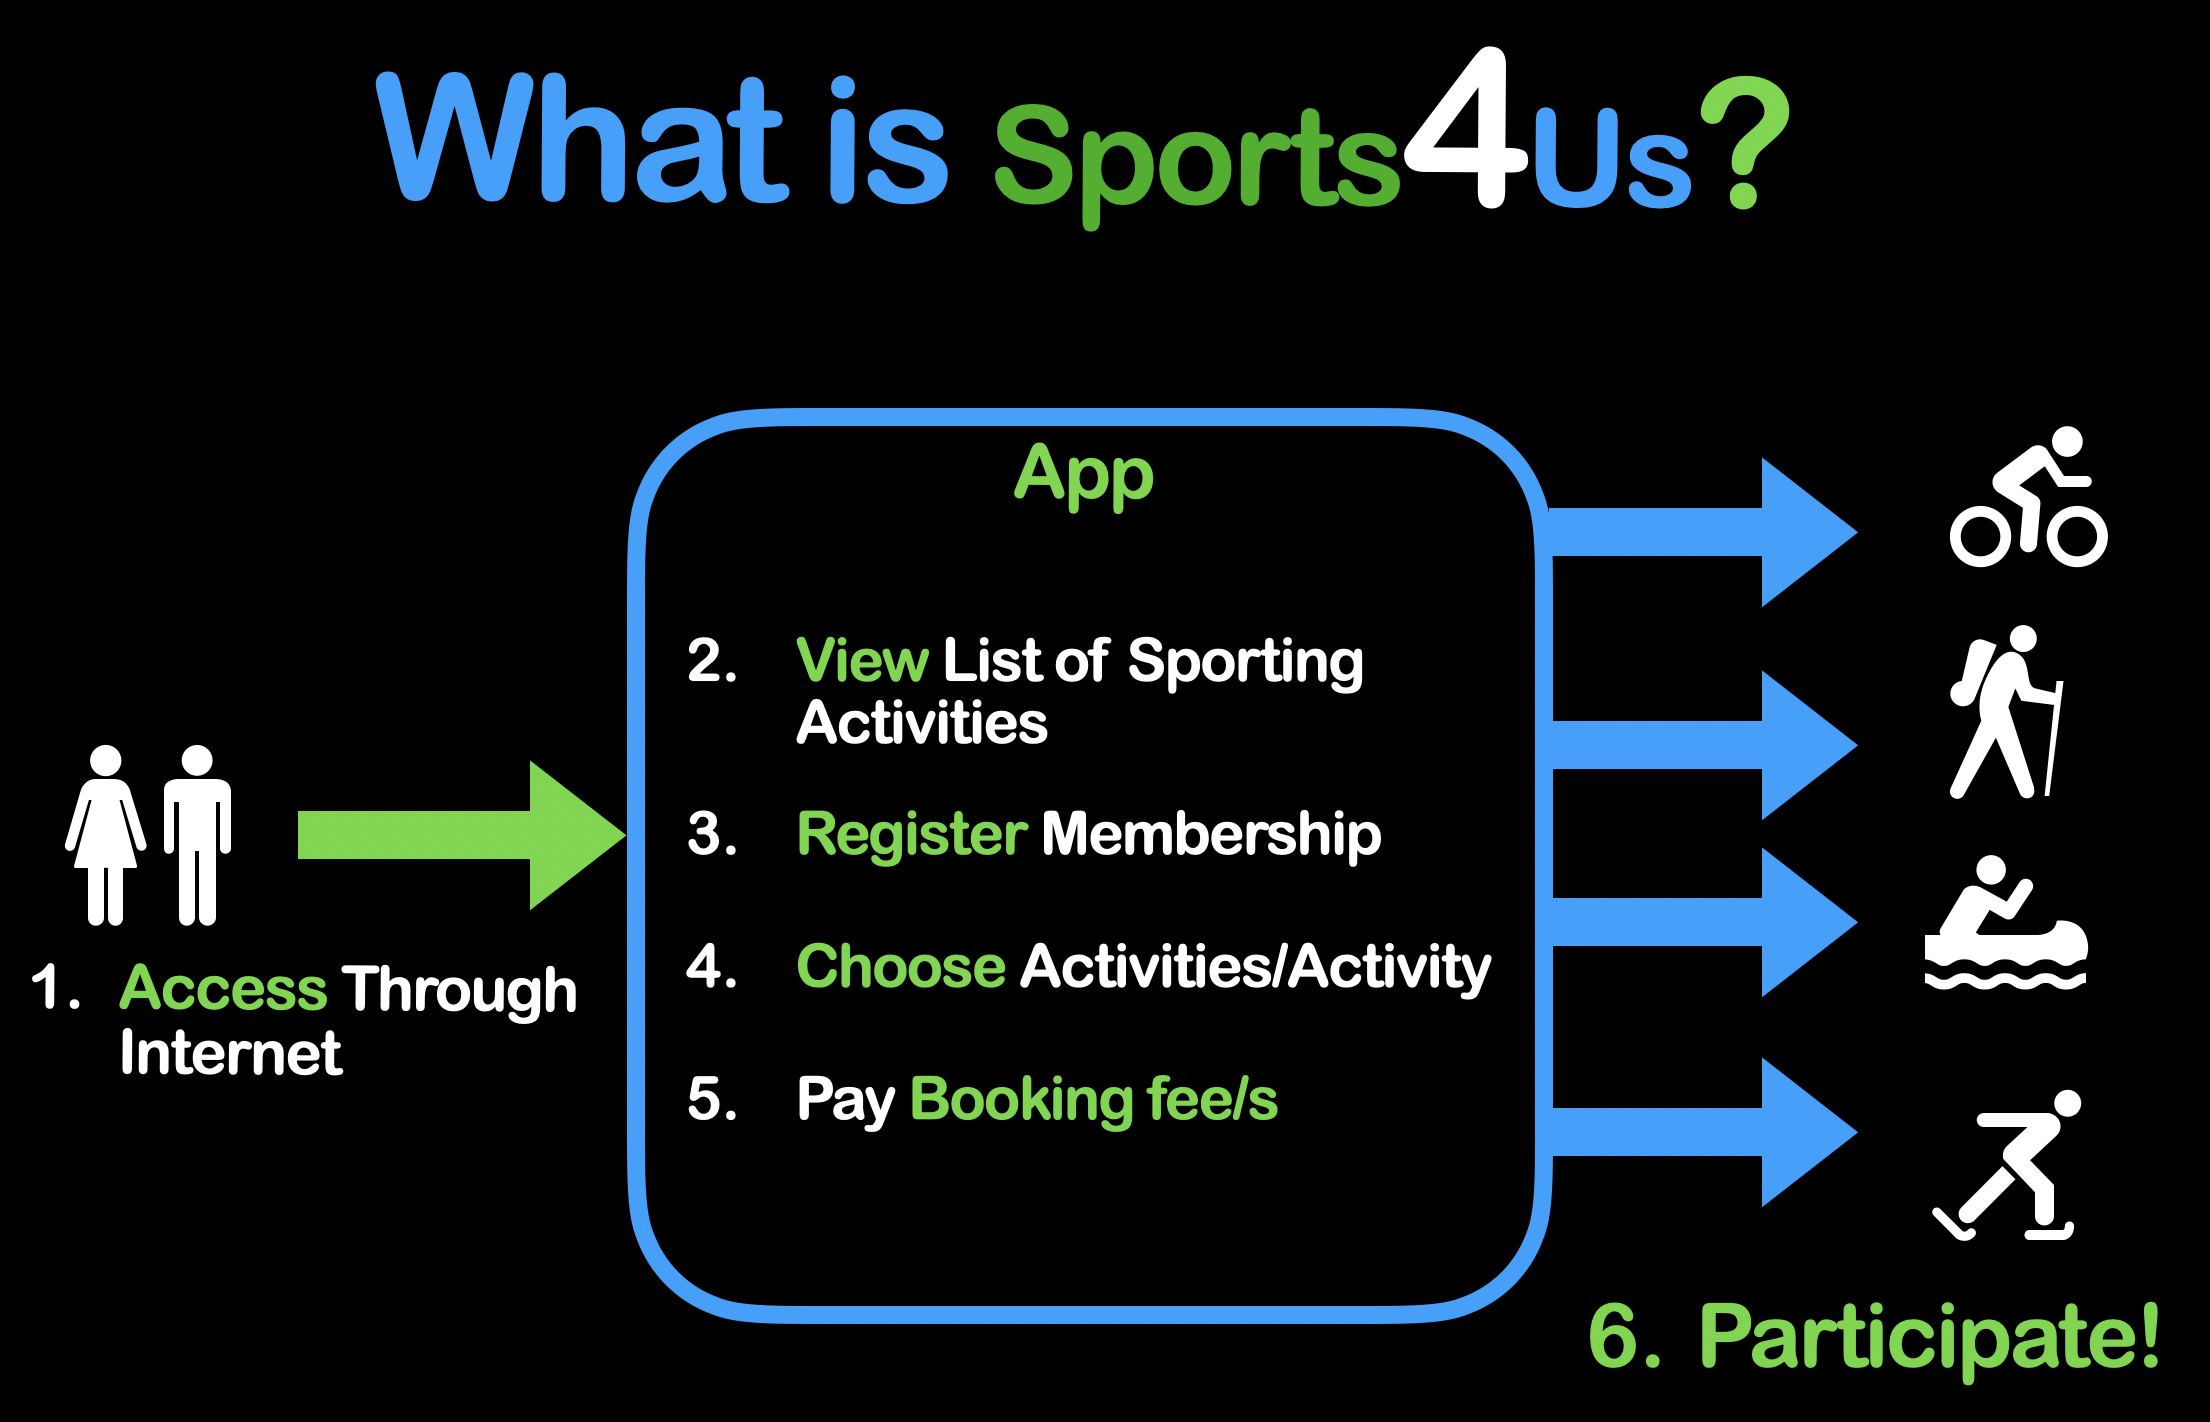 What is Sports4Us?
App
1. Access Through
Internet
2. View List of Sporting
Activities
3. Register Membership
4. Choose Activities/Activity
5. Pay Booking fee/s
6. Participate!